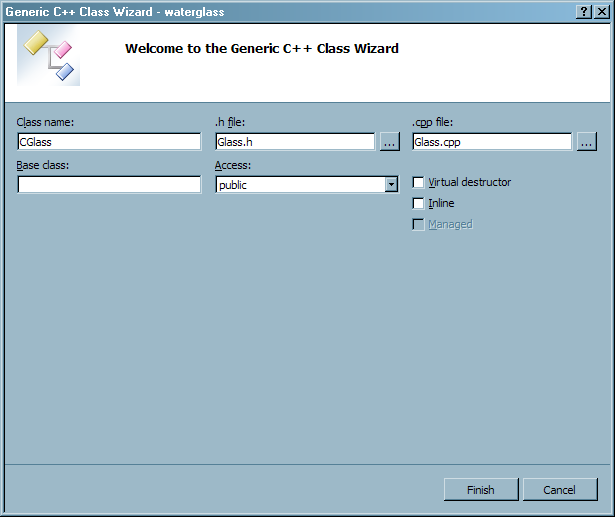 Generic C++ Class Wizard - waterglass
Welcome to the Generic C++ Class Wizard
Class name: .h file: .cpp file:
CGlass Glass.h ... Glass.cpp ...
Base class: Access:
public Virtual destructor
Inline
Managed
Finish Cancel